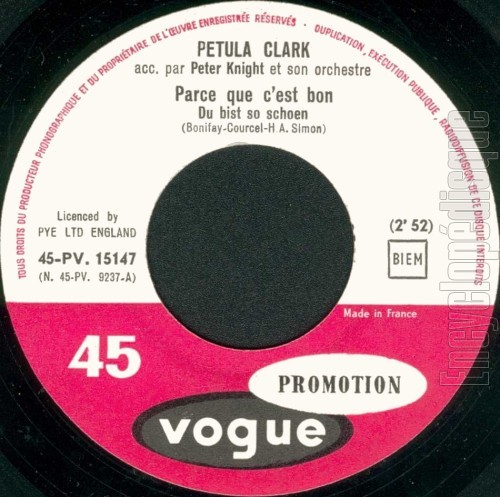 TOUS DROITS DU PRODUCTEUR PHONOGRAPHIQUE ET DU PROPRIÉTAIRE DE L'ŒUVRE ENREGISTRÉE RÉSERVÉS - DUPLICATION, EXÉCUTION PUBLIQUE, RADIODIFFUSION DE CE DISQUE INTERDITS
PETULA CLARK
acc. par Peter Knight et son orchestre
Parce que c'est bon
Du bist so schoen
(Bonifay-Courcel-H A. Simon)
Licenced by
PYE LTD ENGLAND
45-PV. 15147
(N. 45-PV. 9237-A)
(2' 52)
BIEM
Made in France
45
PROMOTION
vogue
Encyclopédisque